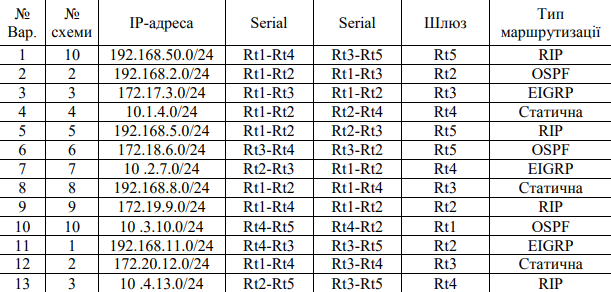 № Вар. № схеми IP-адреса Serial Serial Шлюз Тип маршрутизації
1 10 192.168.50.0/24 Rt1-Rt4 Rt3-Rt5 Rt5 RIP
2 2 192.168.2.0/24 Rt1-Rt2 Rt1-Rt3 Rt2 OSPF
3 3 172.17.3.0/24 Rt1-Rt3 Rt1-Rt2 Rt3 EIGRP
4 4 10.1.4.0/24 Rt1-Rt2 Rt2-Rt4 Rt4 Статична
5 5 192.168.5.0/24 Rt1-Rt2 Rt2-Rt3 Rt5 RIP
6 6 172.18.6.0/24 Rt3-Rt4 Rt3-Rt2 Rt5 OSPF
7 7 10 .2.7.0/24 Rt2-Rt3 Rt1-Rt2 Rt4 EIGRP
8 8 192.168.8.0/24 Rt1-Rt2 Rt1-Rt4 Rt3 Статична
9 9 172.19.9.0/24 Rt1-Rt4 Rt1-Rt2 Rt2 RIP
10 10 10 .3.10.0/24 Rt4-Rt5 Rt4-Rt2 Rt1 OSPF
11 1 192.168.11.0/24 Rt4-Rt3 Rt3-Rt5 Rt2 EIGRP
12 2 172.20.12.0/24 Rt1-Rt4 Rt3-Rt4 Rt3 Статична
13 3 10 .4.13.0/24 Rt2-Rt5 Rt3-Rt5 Rt4 RIP